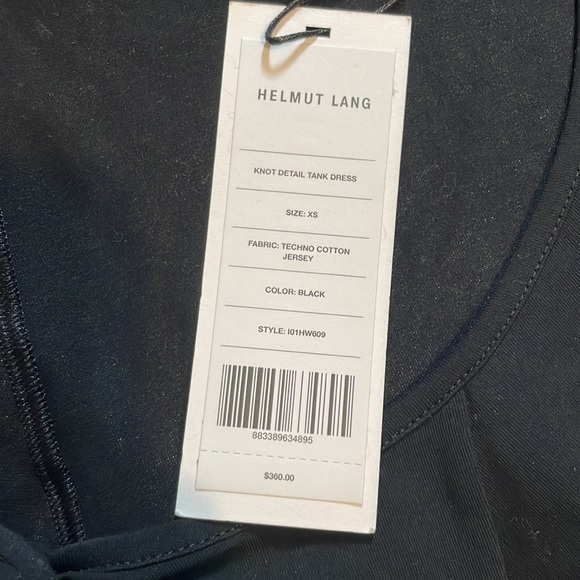 HELMUT LANG
KNOT DETAIL TANK DRESS
SIZE: XS
FABRIC: TECHNO COTTON
JERSEY
COLOR: BLACK
STYLE: I01HW609
883389634895
$360.00